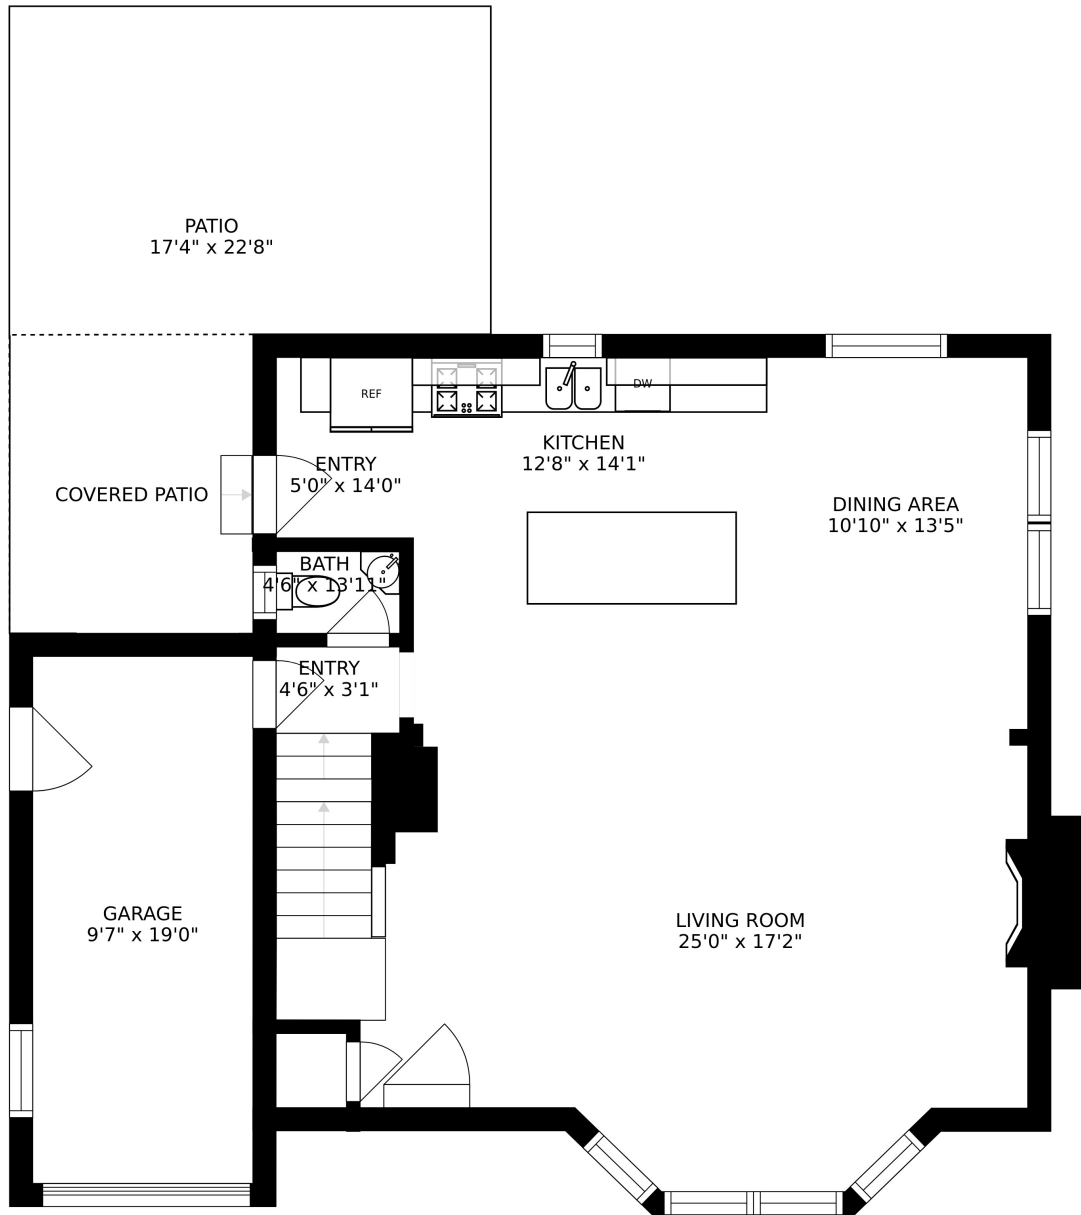 PATIO
17'4" x 22'8"
REF
DW
KITCHEN
12'8" x 14'1"
ENTRY
5'0" x 14'0"
COVERED PATIO
DINING AREA
10'10" x 13'5"
BATH
4'6" x 13'11"
ENTRY
4'6" x 3'1"
GARAGE
9'7" x 19'0"
LIVING ROOM
25'0" x 17'2"